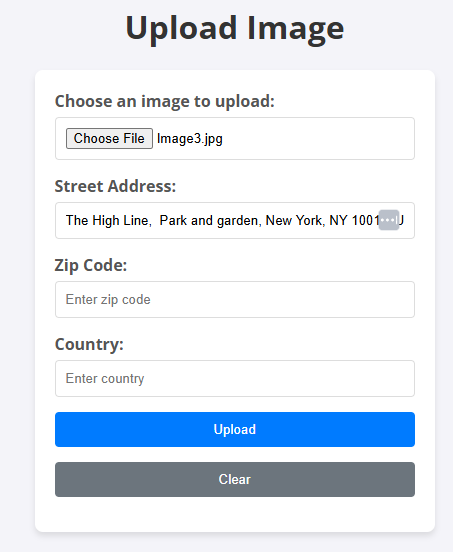 Upload Image
Choose an image to upload:
Choose File Image3.jpg
Street Address:
The High Line,  Park and garden, New York, NY 1001
Zip Code:
Enter zip code
Country:
Enter country
Upload
Clear